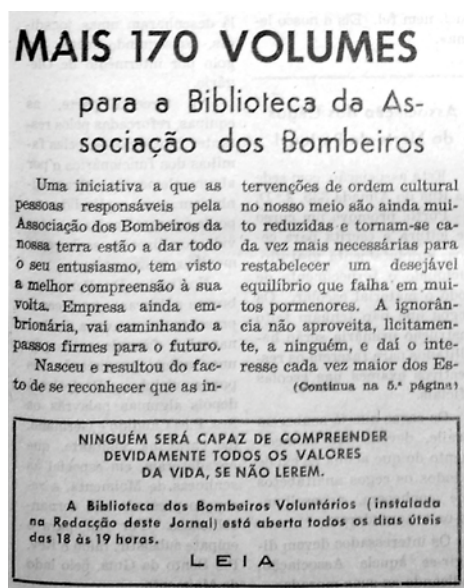 MAIS 170 VOLUMES
para a Biblioteca da As-
sociação dos Bombeiros
Uma iniciativa a que as
pessoas responsáveis pela
Associação dos Bombeiros da
nossa terra estão a dar todo
o seu entusiasmo, tem visto
a melhor compreensão à sua
volta. Empresa ainda em-
brionária, vai caminhando a
passos firmes para o futuro.
Nasceu e resultou do fac-
to de se reconhecer que as in-
tervenções de ordem cultural
no nosso meio são ainda mui-
to reduzidas e tornam-se ca-
da vez mais necessárias para
restabelecer um desejável
equilíbrio que falha em mui-
tos pormenores. A ignorân-
cia não aproveita, licitamen-
te, a ninguém, e daí o inte-
resse cada vez maior dos Es-
(Continua na 5.ª página)
NINGUÉM SERÁ CAPAZ DE COMPREENDER
DEVIDAMENTE TODOS OS VALORES
DA VIDA, SE NÃO LEREM.
A Biblioteca dos Bombeiros Voluntários (instalada
na Redacção deste Jornal) está aberta todos os dias úteis
das 18 às 19 horas.
LEIA